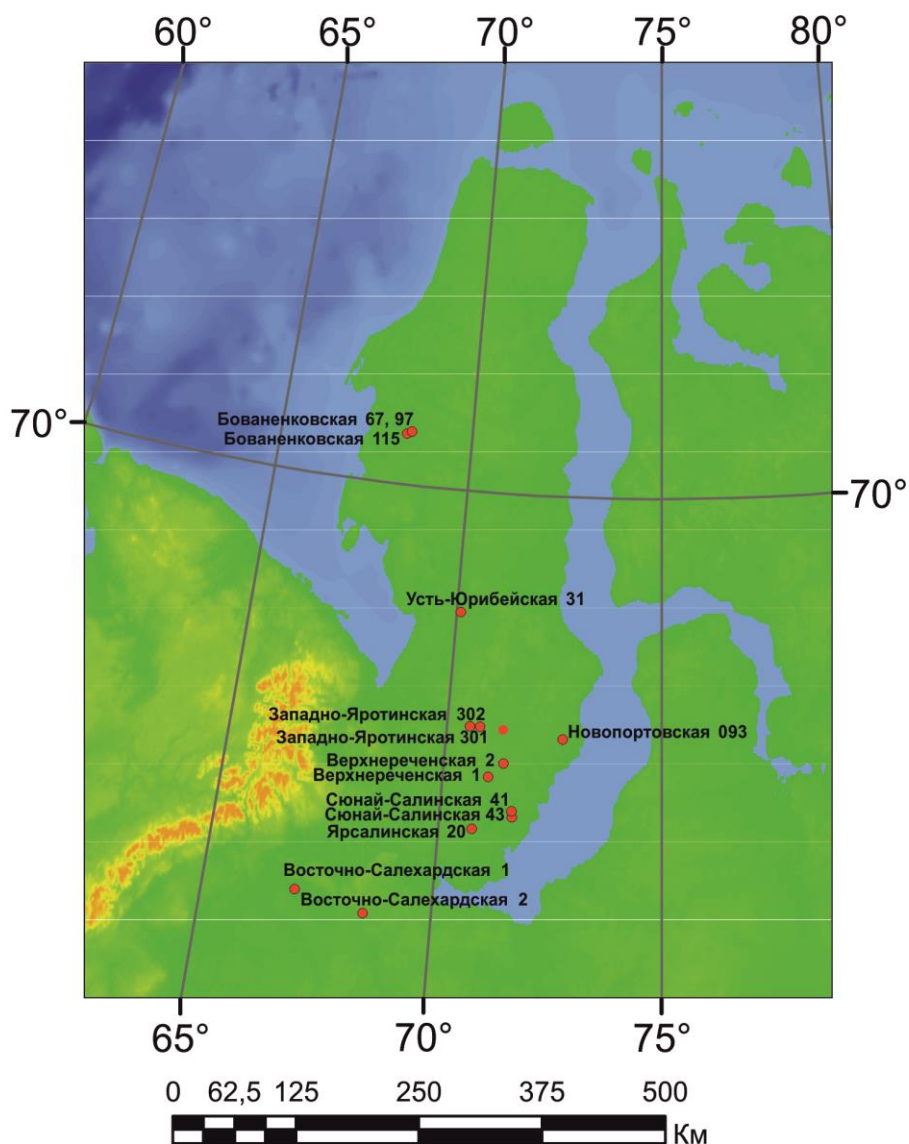 60° 65° 70° 75° 80°
70°
Бованенковская 67, 97
Бованенковская 115
70°
Усть-Юрибейская 31
Западно-Яротинская 302
Западно-Яротинская 301
Новопортовская 093
Верхнереченская 2
Верхнереченская 1
Сюнай-Салинская 41
Сюнай-Салинская 43
Ярсалинская 20
Восточно-Салехардская 1
Восточно-Салехардская 2
65° 70° 75°
0 62,5 125 250 375 500
Км